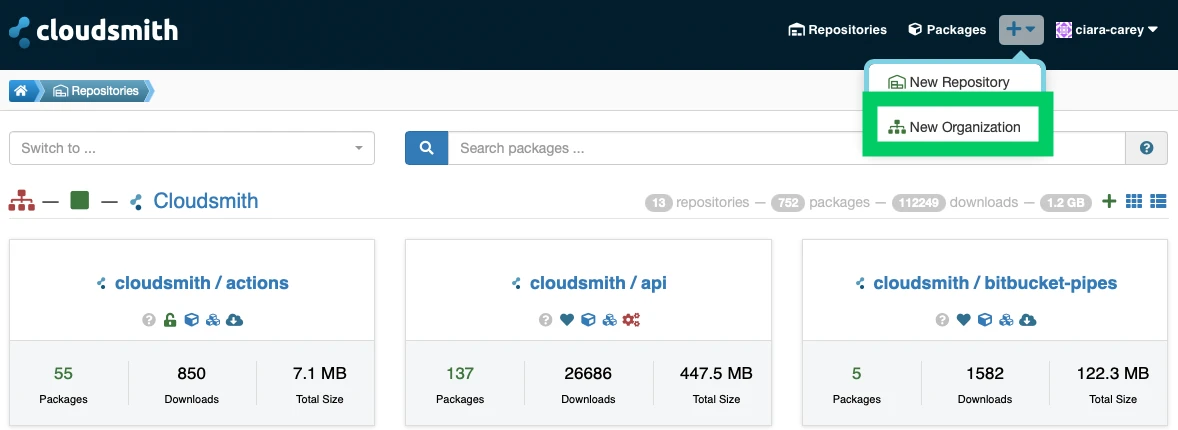 cloudsmith
Repositories Packages ciara-carey
New Repository
New Organization
Repositories
Switch to ...
Search packages ...
?
Cloudsmith
13 repositories — 752 packages — 112249 downloads — 1.2 GB
cloudsmith / actions
55 850 7.1 MB
Packages Downloads Total Size
cloudsmith / api
137 26686 447.5 MB
Packages Downloads Total Size
cloudsmith / bitbucket-pipes
5 1582 122.3 MB
Packages Downloads Total Size